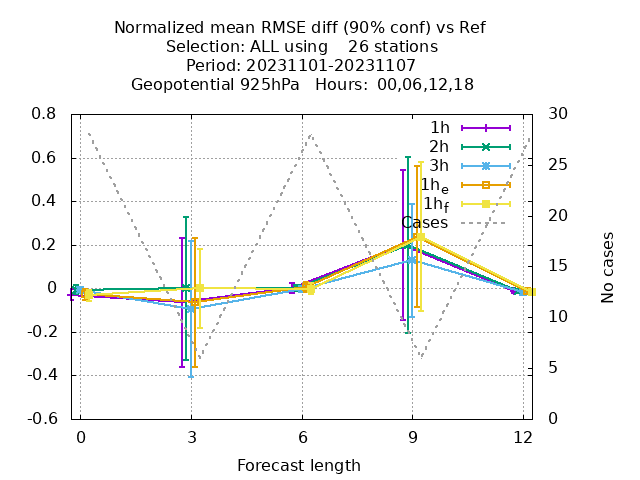 Normalized mean RMSE diff (90% conf) vs Ref
Selection: ALL using 26 stations
Period: 20231101-20231107
Geopotential 925hPa Hours: 00,06,12,18
0.8
0.6
0.4
0.2
0
-0.2
-0.4
-0.6
30
25
20
15
10
5
0
No cases
1h
2h
3h
1he
1hf
Cases
0 3 6 9 12
Forecast length